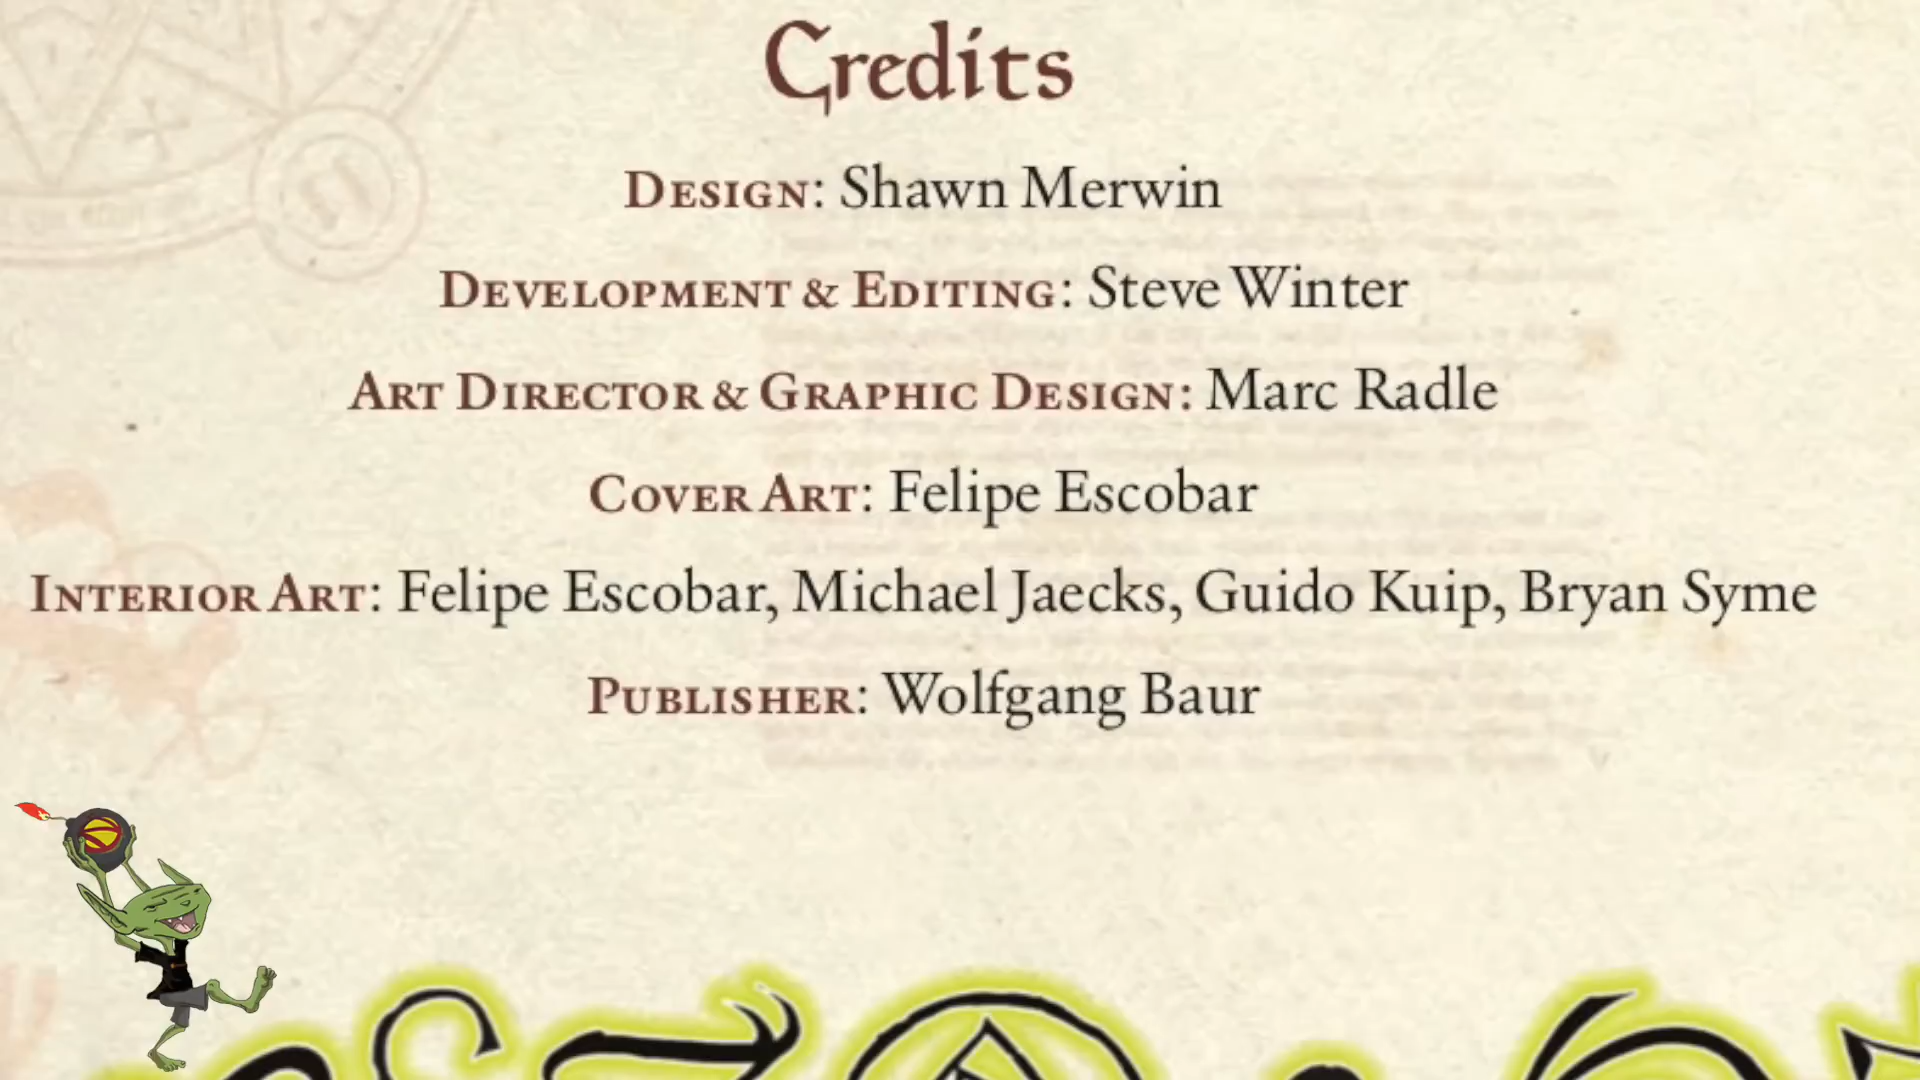 Credits
Design: Shawn Merwin
Development & Editing: Steve Winter
Art Director & Graphic Design: Marc Radle
Cover Art: Felipe Escobar
Interior Art: Felipe Escobar, Michael Jaecks, Guido Kuip, Bryan Syme
Publisher: Wolfgang Baur